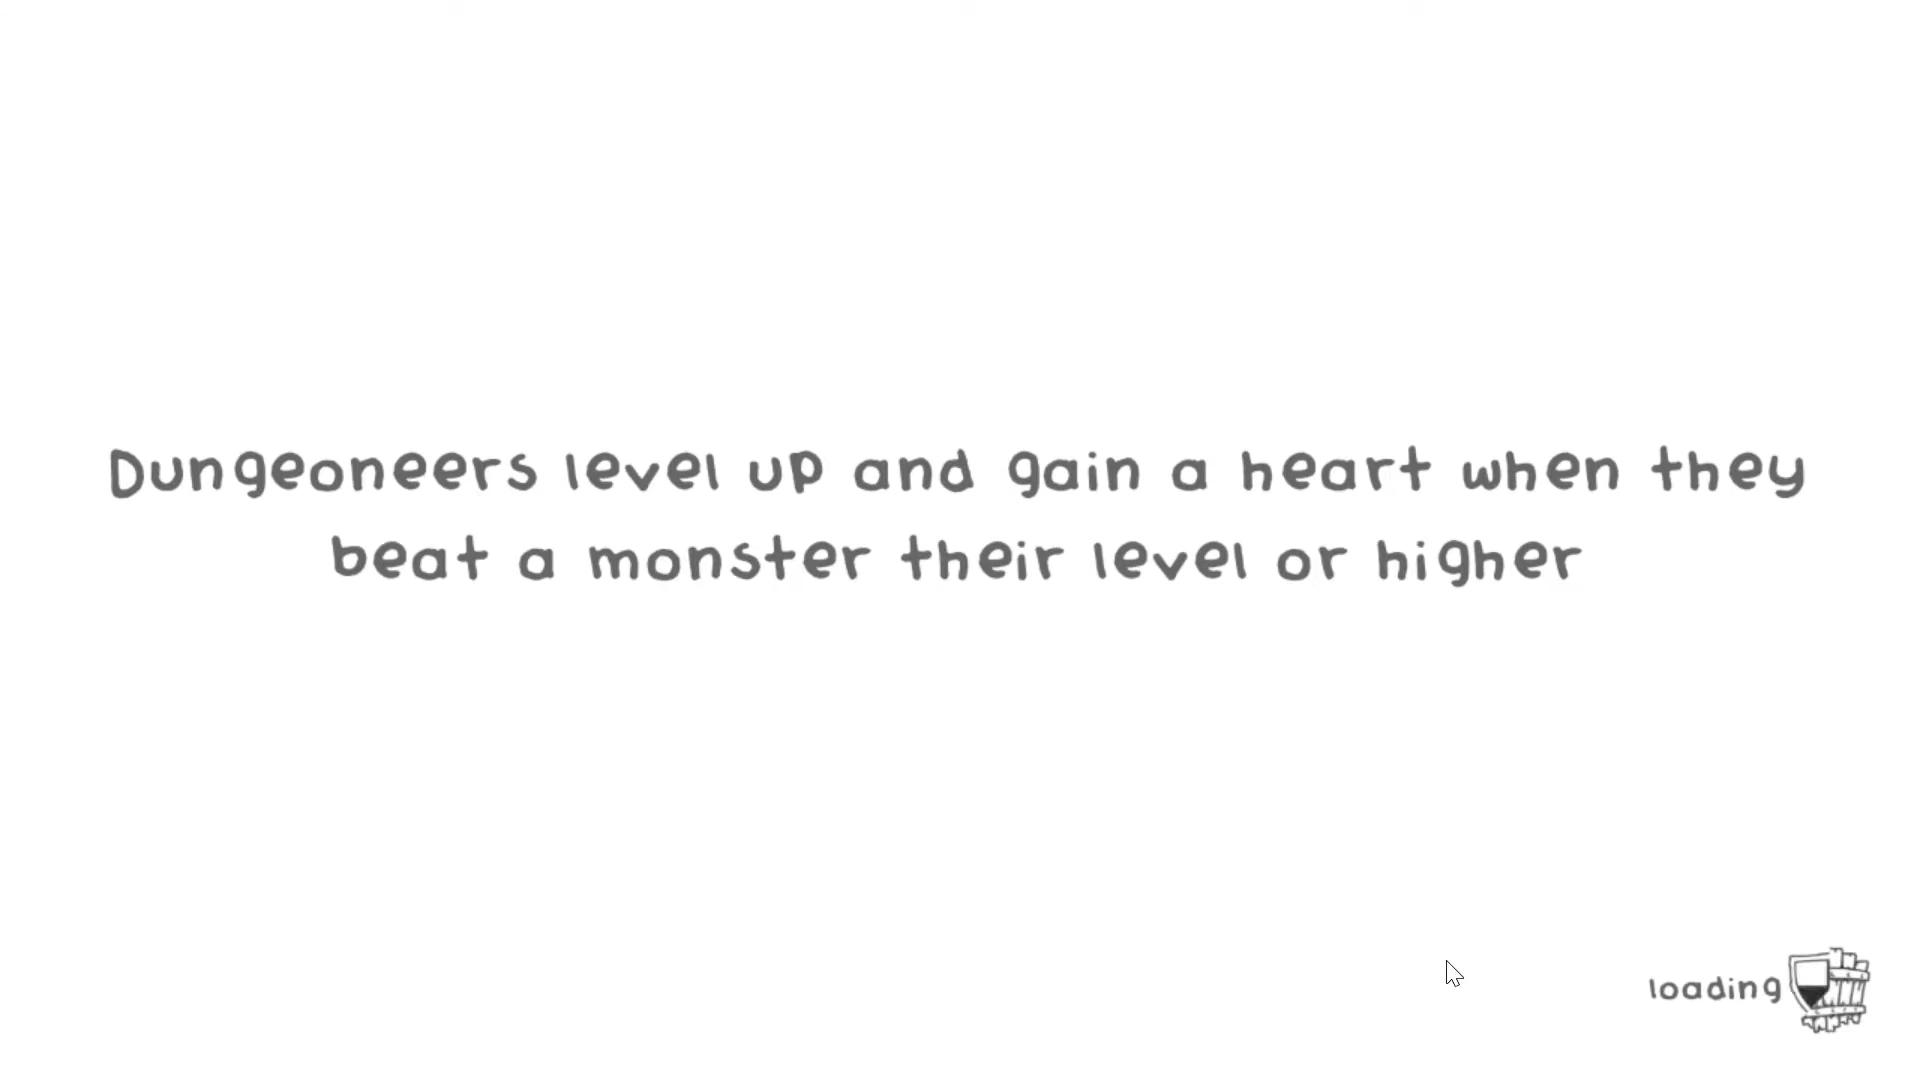 Dungeoneers level up and gain a heart when they
beat a monster their level or higher
loading